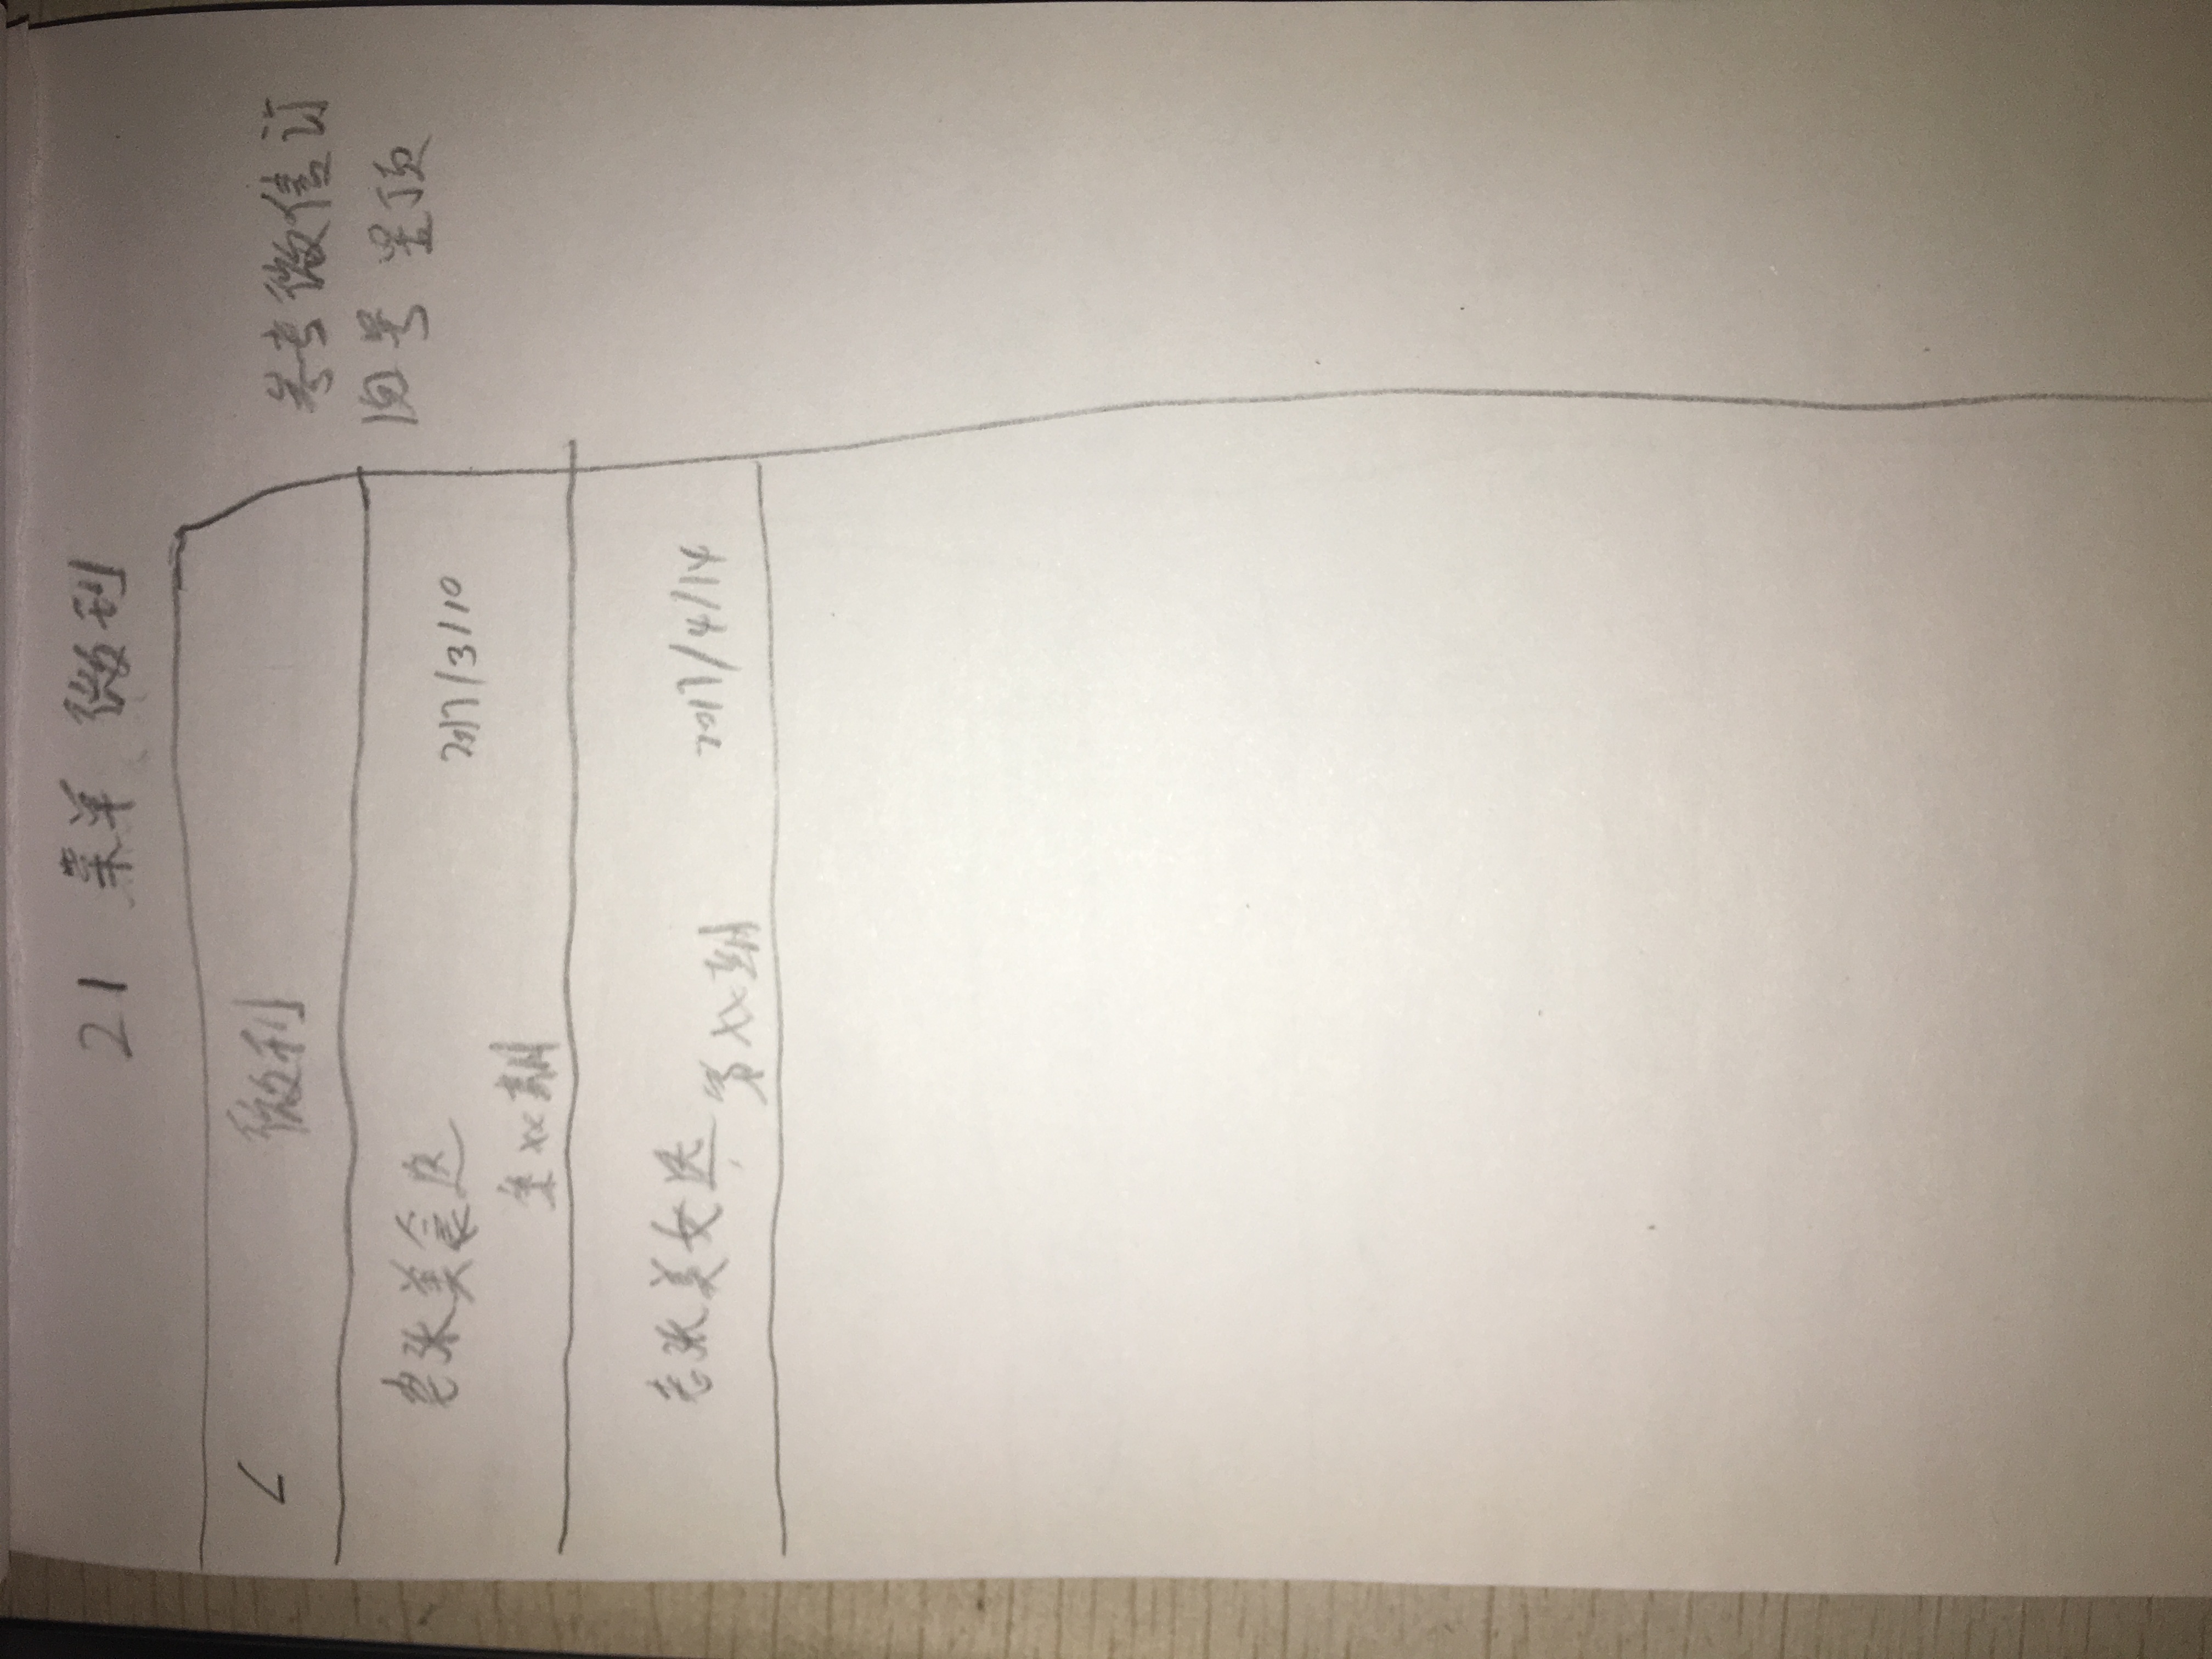 21 菜单 微刊
< 微刊
参考微信订
阅号 置顶
老张美食达
2017/3/10
第xx期
老张美女达
2017/4/14
第xx期